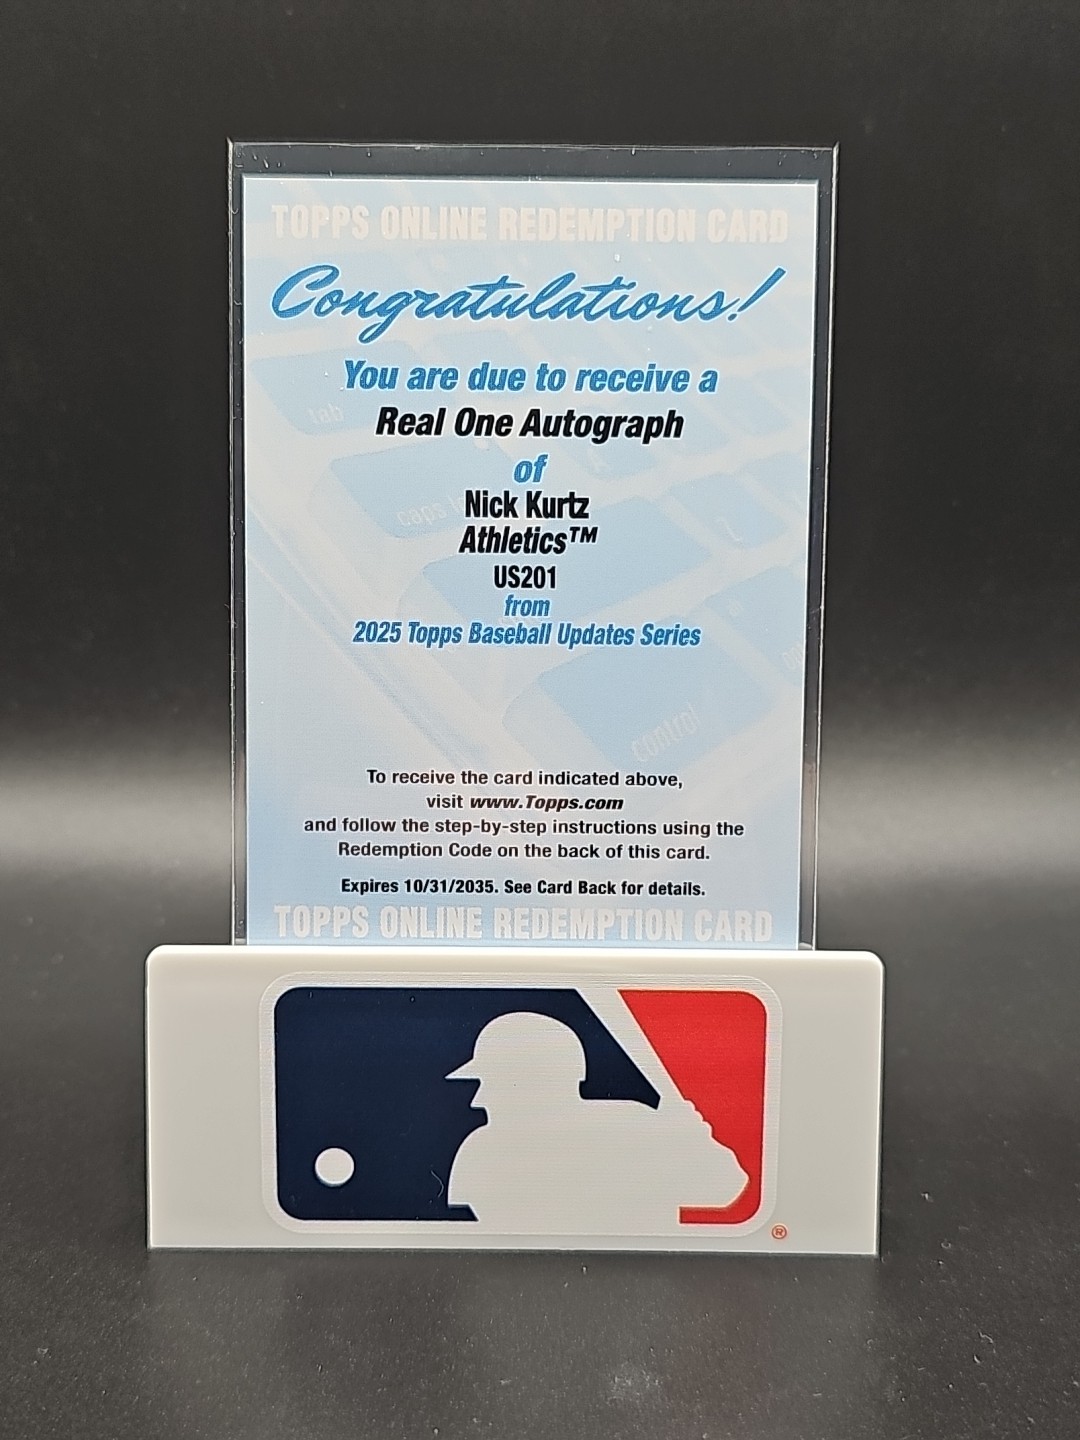 TOPPS ONLINE REDEMPTION CARD
Congratulations!
You are due to receive a
Real One Autograph
of
Nick Kurtz
Athletics™
US201
from
2025 Topps Baseball Updates Series
tab
caps
control
To receive the card indicated above,
visit www.Topps.com
and follow the step-by-step instructions using the
Redemption Code on the back of this card.
Expires 10/31/2035. See Card Back for details.
TOPPS ONLINE REDEMPTION CARD
®